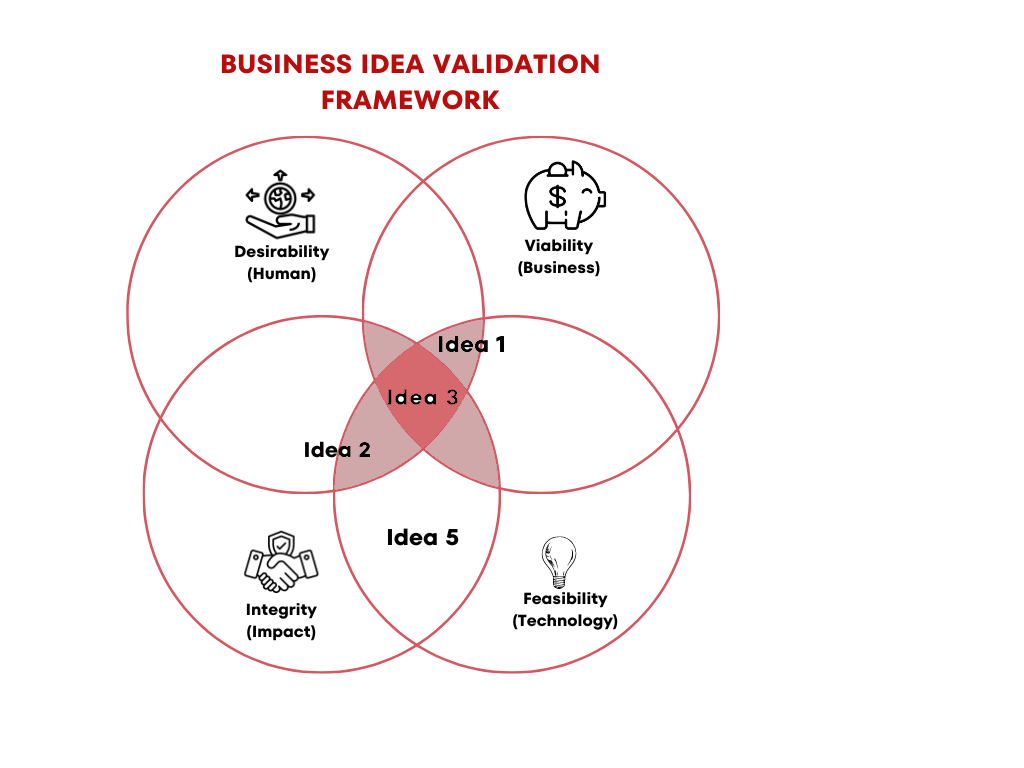 BUSINESS IDEA VALIDATION
FRAMEWORK
Desirability
(Human)
$
Viability
(Business)
Idea 1
Idea 3
Idea 2
Idea 5
Integrity
(Impact)
Feasibility
(Technology)